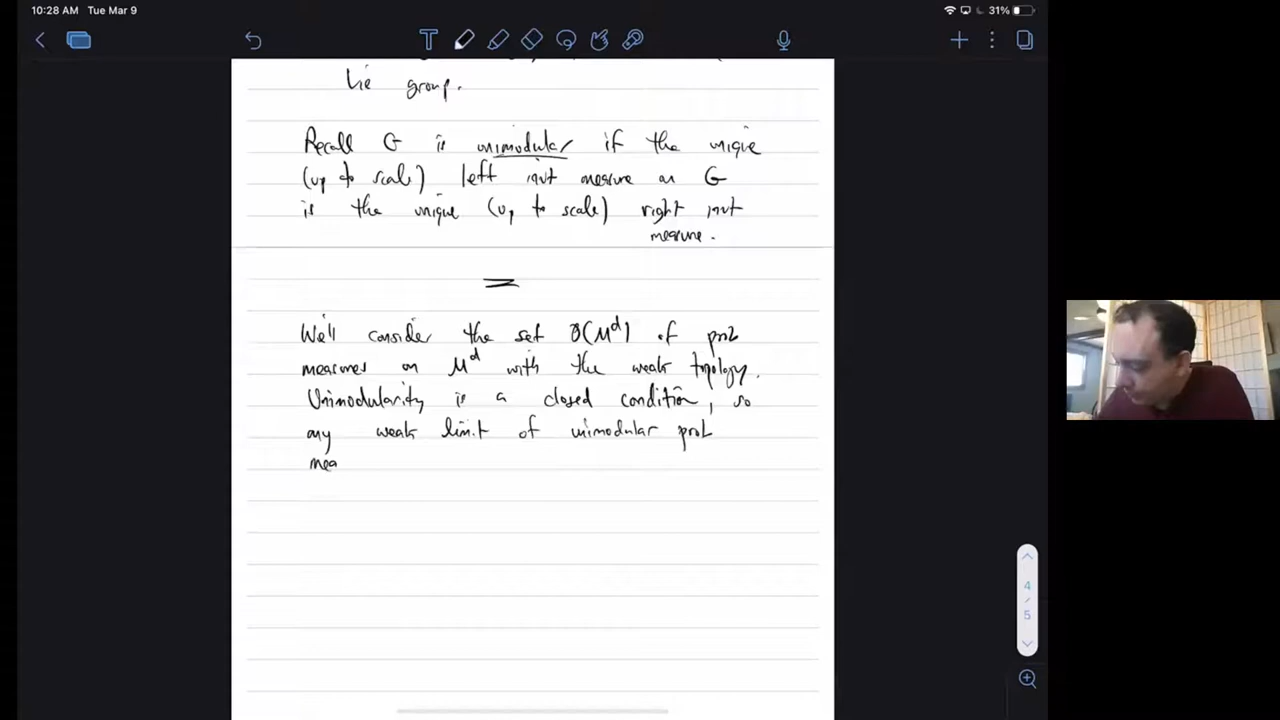 10:28 AM Tue Mar 9
31%
T
Lie group.
Recall G is unimodular if the unique
(up to scale) left invt measure on G
is the unique (up to scale) right invt
measure.
We'll consider the set P(M^d) of prob
measures on M^d with the weak topology.
Unimodularity is a closed condition, so
any weak limit of unimodular prob
mea
4
/
5